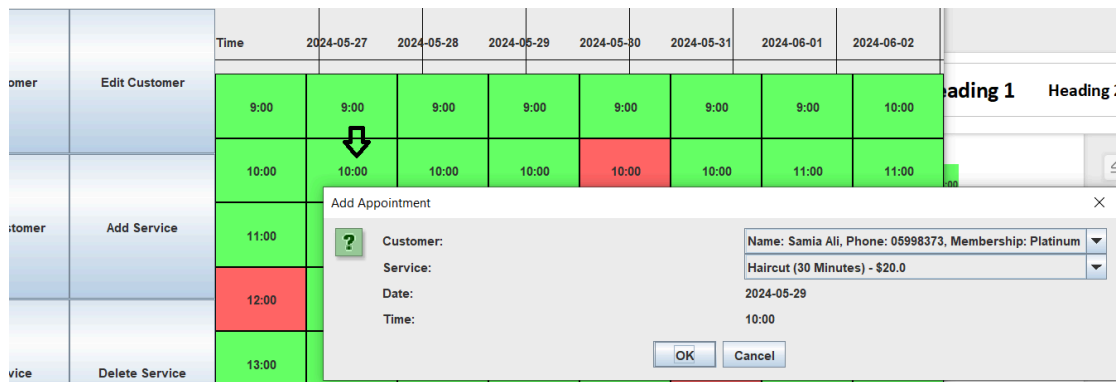 Time 2024-05-27 2024-05-28 2024-05-29 2024-05-30 2024-05-31 2024-06-01 2024-06-02
omer Edit Customer
eading 1 Heading
9:00 9:00 9:00 9:00 9:00 9:00 9:00 10:00
10:00 10:00 10:00 10:00 10:00 10:00 11:00 11:00
:00
Add Appointment
stomer Add Service
11:00
Customer: Name: Samia Ali, Phone: 05998373, Membership: Platinum
Service: Haircut (30 Minutes) - $20.0
Date: 2024-05-29
12:00
Time: 10:00
OK Cancel
13:00
vice Delete Service